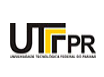 UTFPR
UNIVERSIDADE TECNOLÓGICA FEDERAL DO PARANÁ